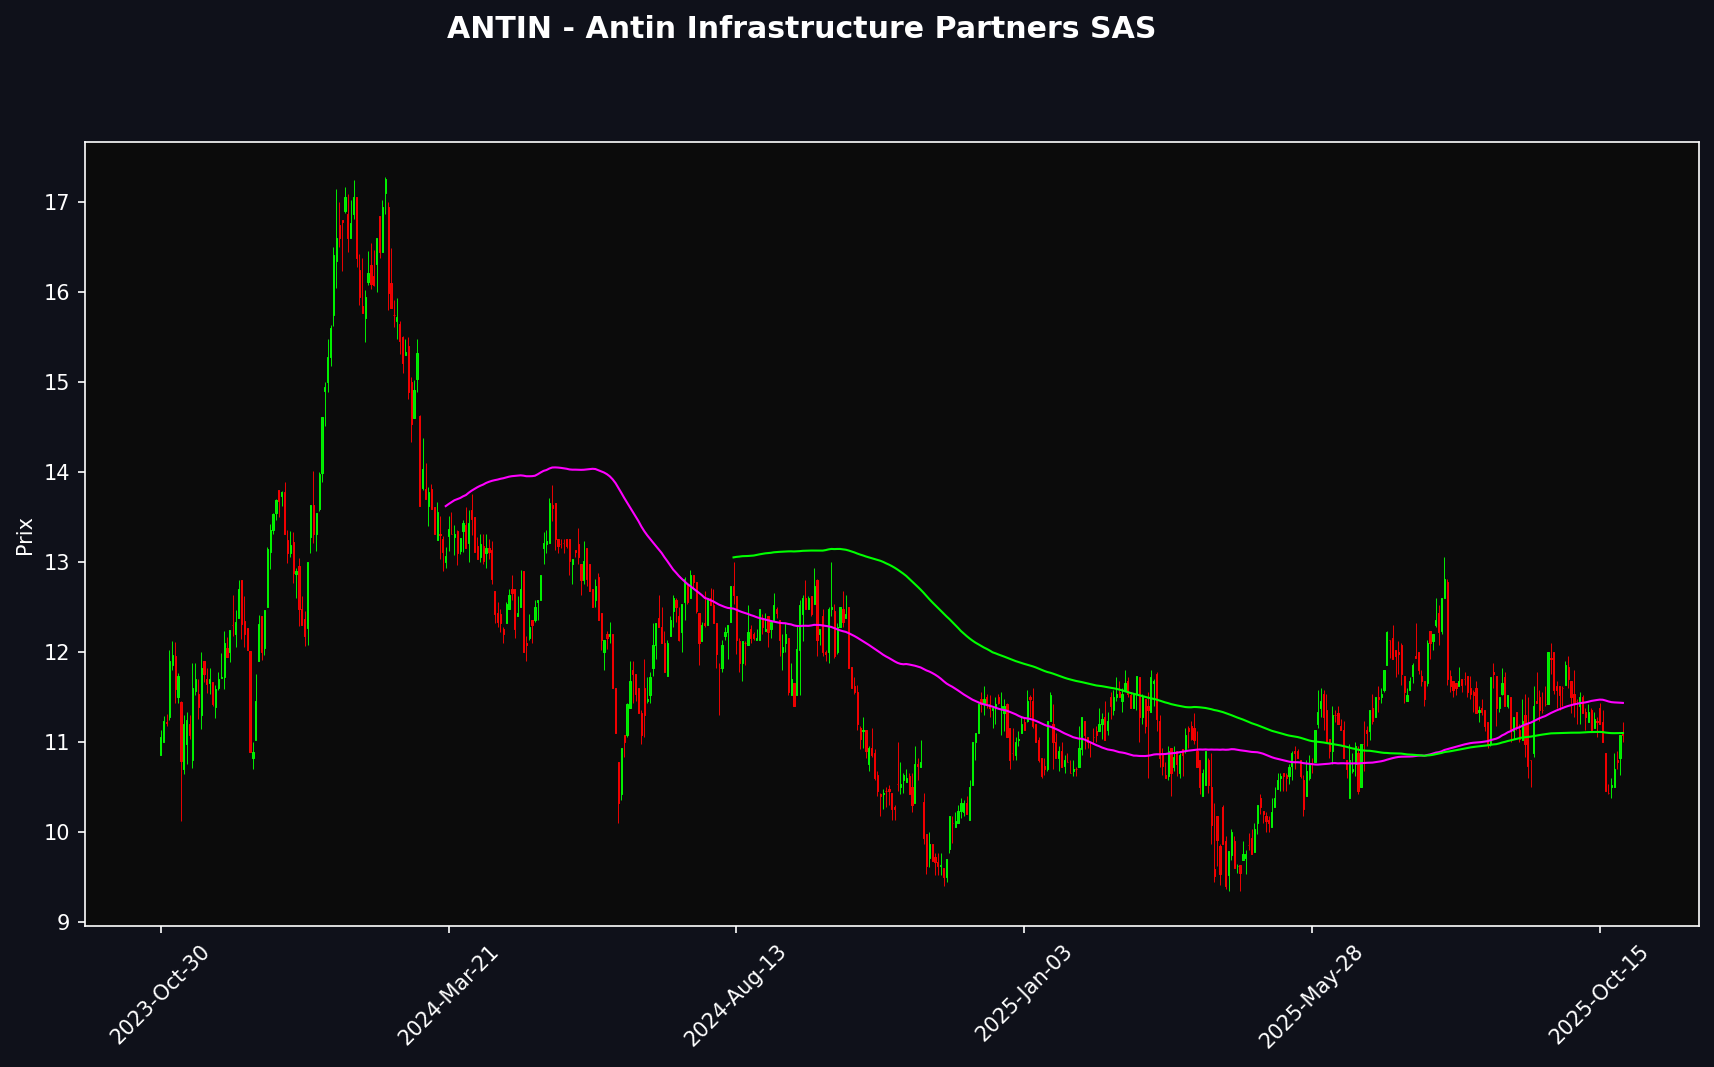 ANTIN - Antin Infrastructure Partners SAS
Prix
17
16
15
14
13
12
11
10
9
2023-Oct-30
2024-Mar-21
2024-Aug-13
2025-Jan-03
2025-May-28
2025-Oct-15